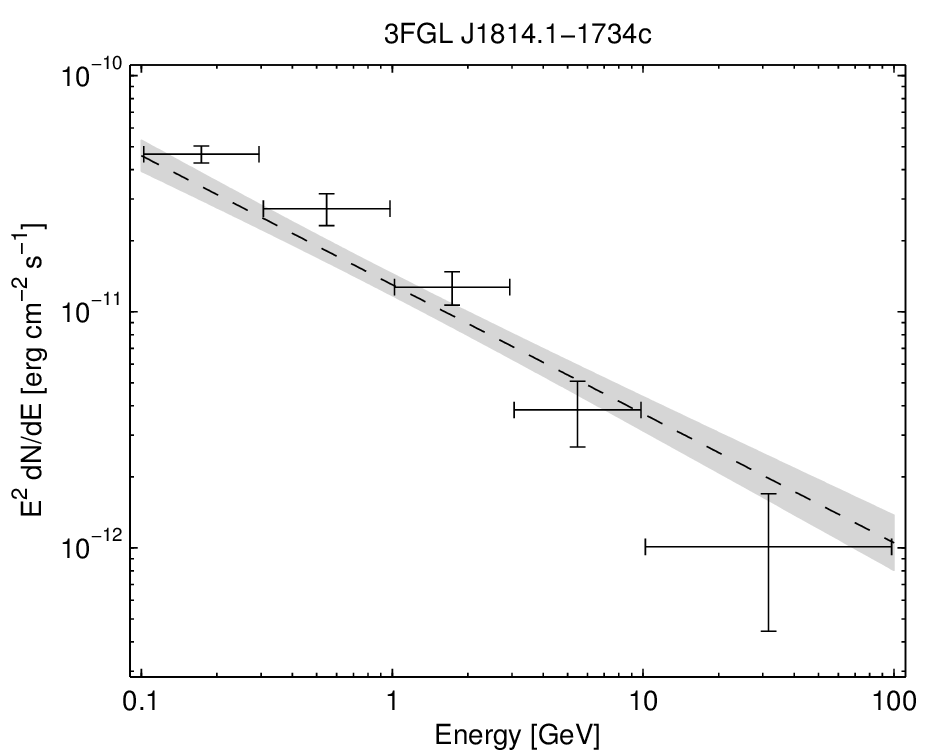 3FGL J1814.1−1734c
10⁻¹⁰
10⁻¹¹
10⁻¹²
E² dN/dE [erg cm⁻² s⁻¹]
0.1 1 10 100
Energy [GeV]